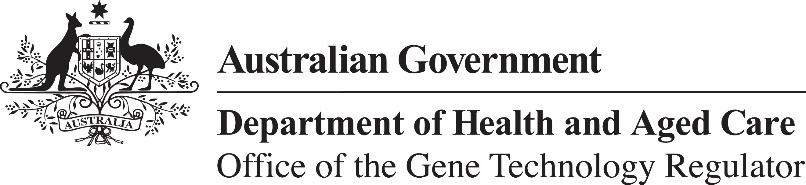 AUSTRALIA
Australian Government
Department of Health and Aged Care
Office of the Gene Technology Regulator